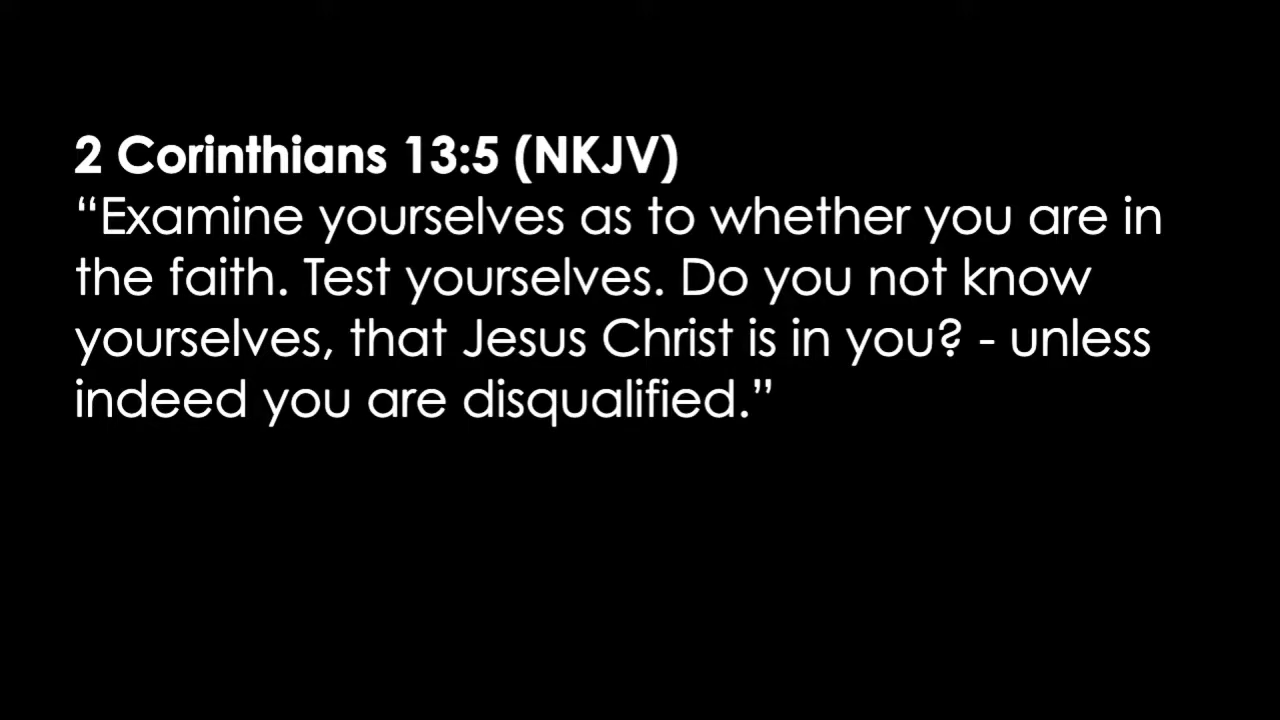 2 Corinthians 13:5 (NKJV)
“Examine yourselves as to whether you are in
the faith. Test yourselves. Do you not know
yourselves, that Jesus Christ is in you? - unless
indeed you are disqualified.”